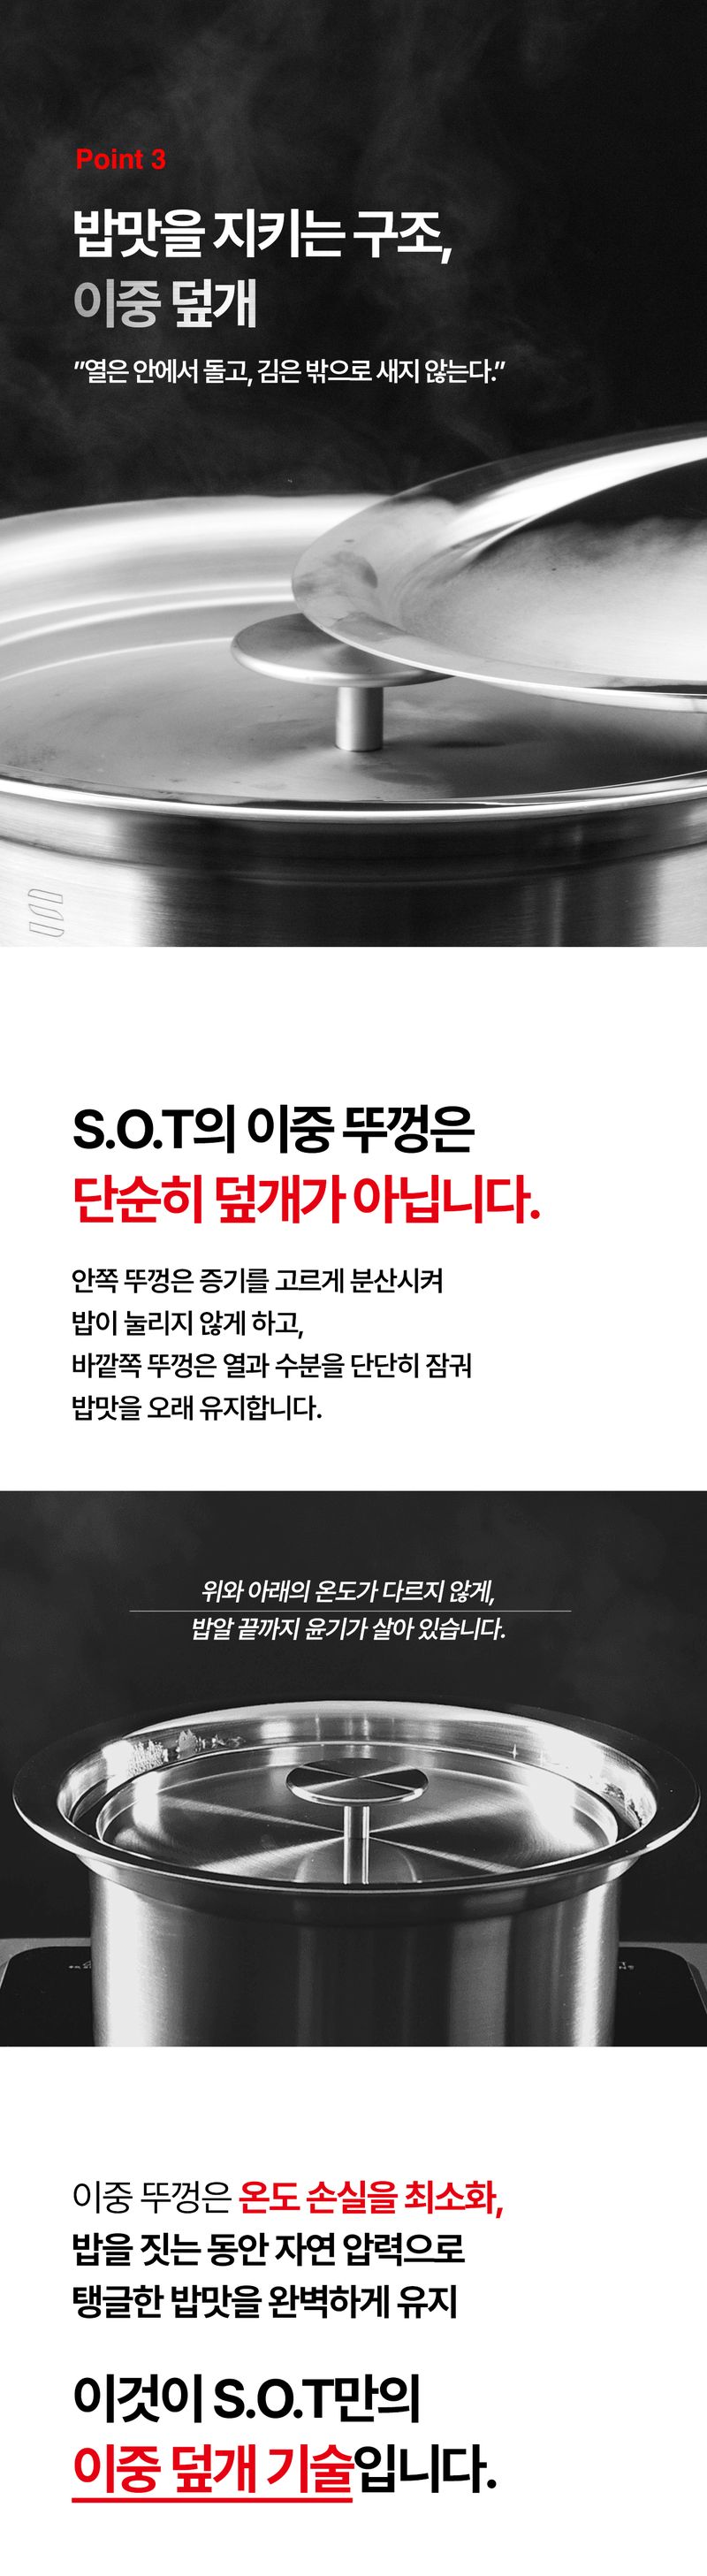 Point 3
밥맛을 지키는 구조,
이중 덮개
"열은 안에서 돌고, 김은 밖으로 새지 않는다."
S.O.T의 이중 뚜껑은
단순히 덮개가 아닙니다.
안쪽 뚜껑은 증기를 고르게 분산시켜
밥이 눌리지 않게 하고,
바깥쪽 뚜껑은 열과 수분을 단단히 잠궈
밥맛을 오래 유지합니다.
위와 아래의 온도가 다르지 않게,
밥알 끝까지 윤기가 살아 있습니다.
이중 뚜껑은 온도 손실을 최소화,
밥을 짓는 동안 자연 압력으로
탱글한 밥맛을 완벽하게 유지
이것이 S.O.T만의
이중 덮개 기술입니다.